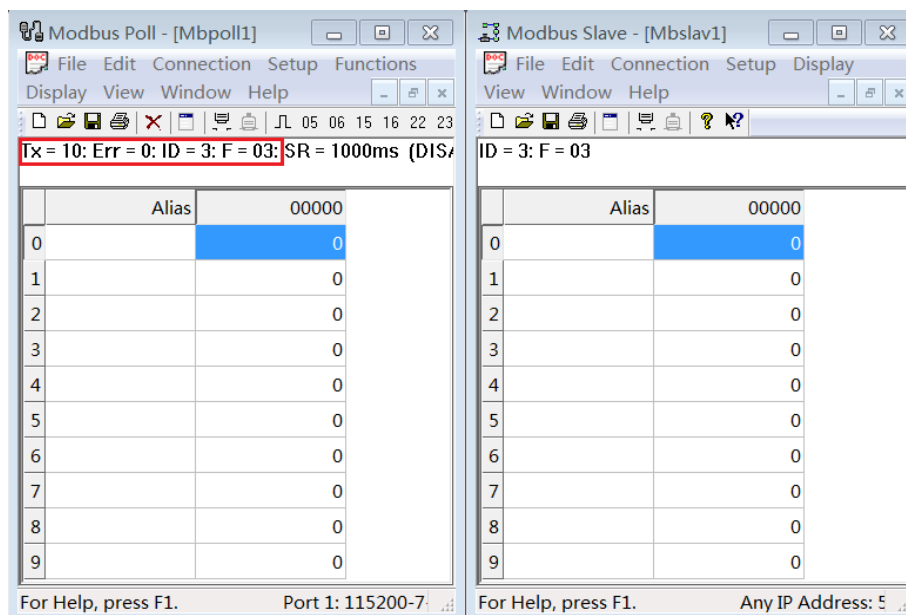 Modbus Poll - [Mbpoll1]
File Edit Connection Setup Functions
Display View Window Help
05 06 15 16 22 23
Tx = 10: Err = 0: ID = 3: F = 03: SR = 1000ms (DISA
Alias 00000
0 0
1 0
2 0
3 0
4 0
5 0
6 0
7 0
8 0
9 0
For Help, press F1. Port 1: 115200-7-
Modbus Slave - [Mbslav1]
File Edit Connection Setup Display
View Window Help
ID = 3: F = 03
Alias 00000
0 0
1 0
2 0
3 0
4 0
5 0
6 0
7 0
8 0
9 0
For Help, press F1. Any IP Address: 5